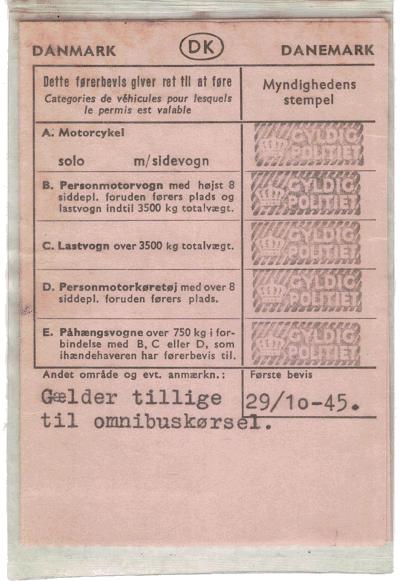 DANMARK DK DANEMARK
Dette førerbevis giver ret til at føre
Categories de véhicules pour lesquels
le permis est valable
Myndighedens
stempel
A. Motorcykel
solo m/sidevogn
GYLDIG
POLITIET
B. Personmotorvogn med højst 8
siddepl. foruden førers plads og
lastvogn indtil 3500 kg totalvægt.
GYLDIG
POLITIET
C. Lastvogn over 3500 kg totalvægt.
GYLDIG
POLITIET
D. Personmotorkøretøj med over 8
siddepl. foruden førers plads.
GYLDIG
POLITIET
E. Påhængsvogne over 750 kg i for-
bindelse med B, C eller D, som
ihændehaveren har førerbevis til.
GYLDIG
POLITIET
Andet område og evt. anmærkn.:
Gælder tillige
til omnibuskørsel.
Første bevis
29/10-45.